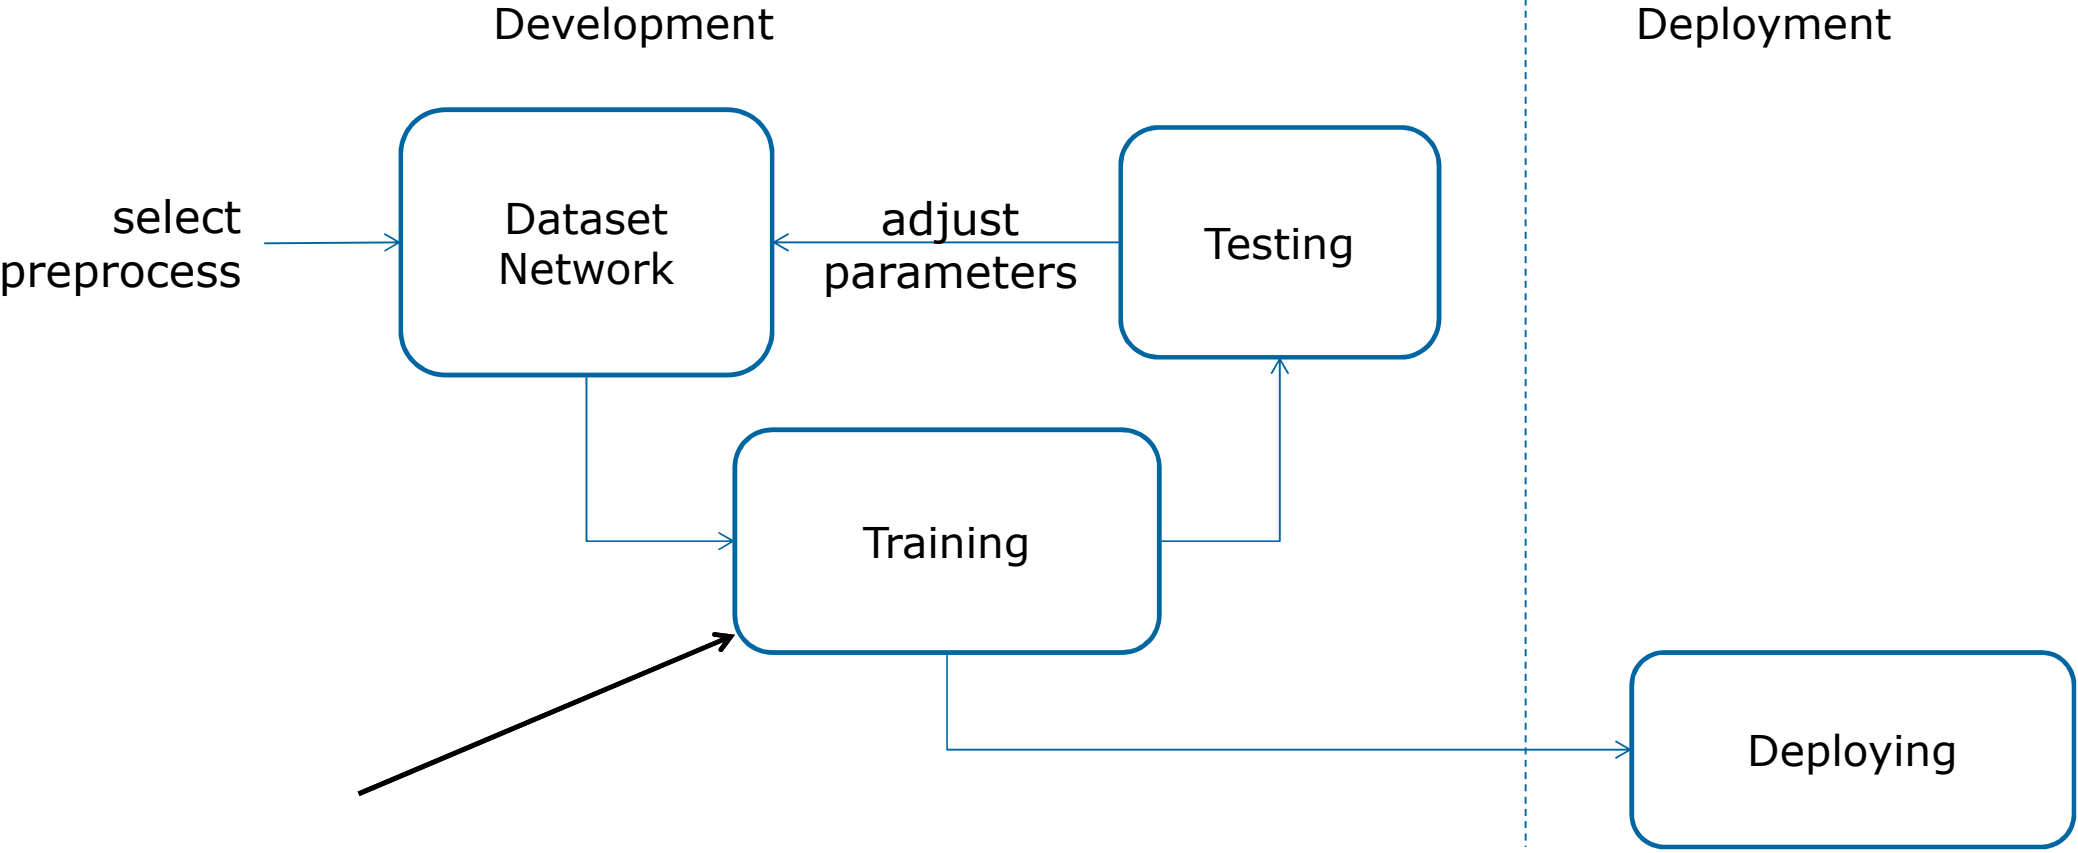 Development
Deployment
select
preprocess
Dataset
Network
adjust
parameters
Testing
Training
Deploying